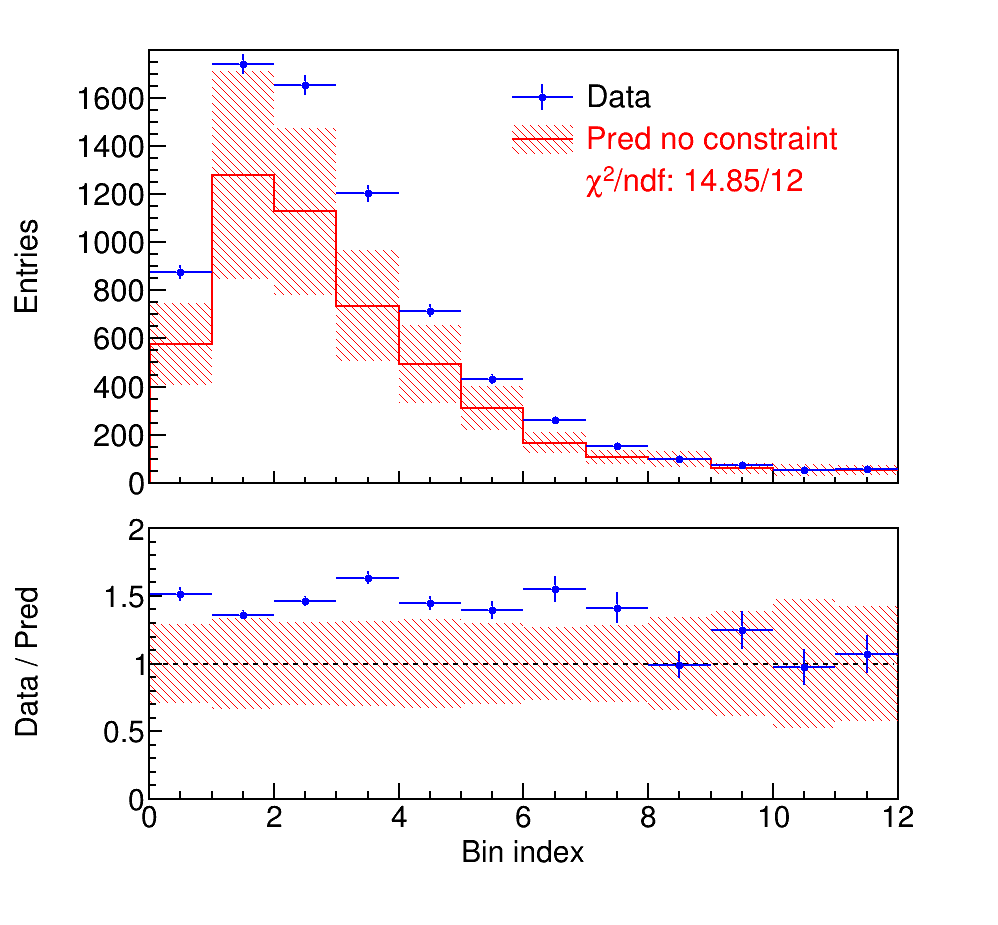 Entries
1600
1400
1200
1000
800
600
400
200
0
Data
Pred no constraint
χ²/ndf: 14.85/12
Data / Pred
2
1.5
1
0.5
0
0 2 4 6 8 10 12
Bin index